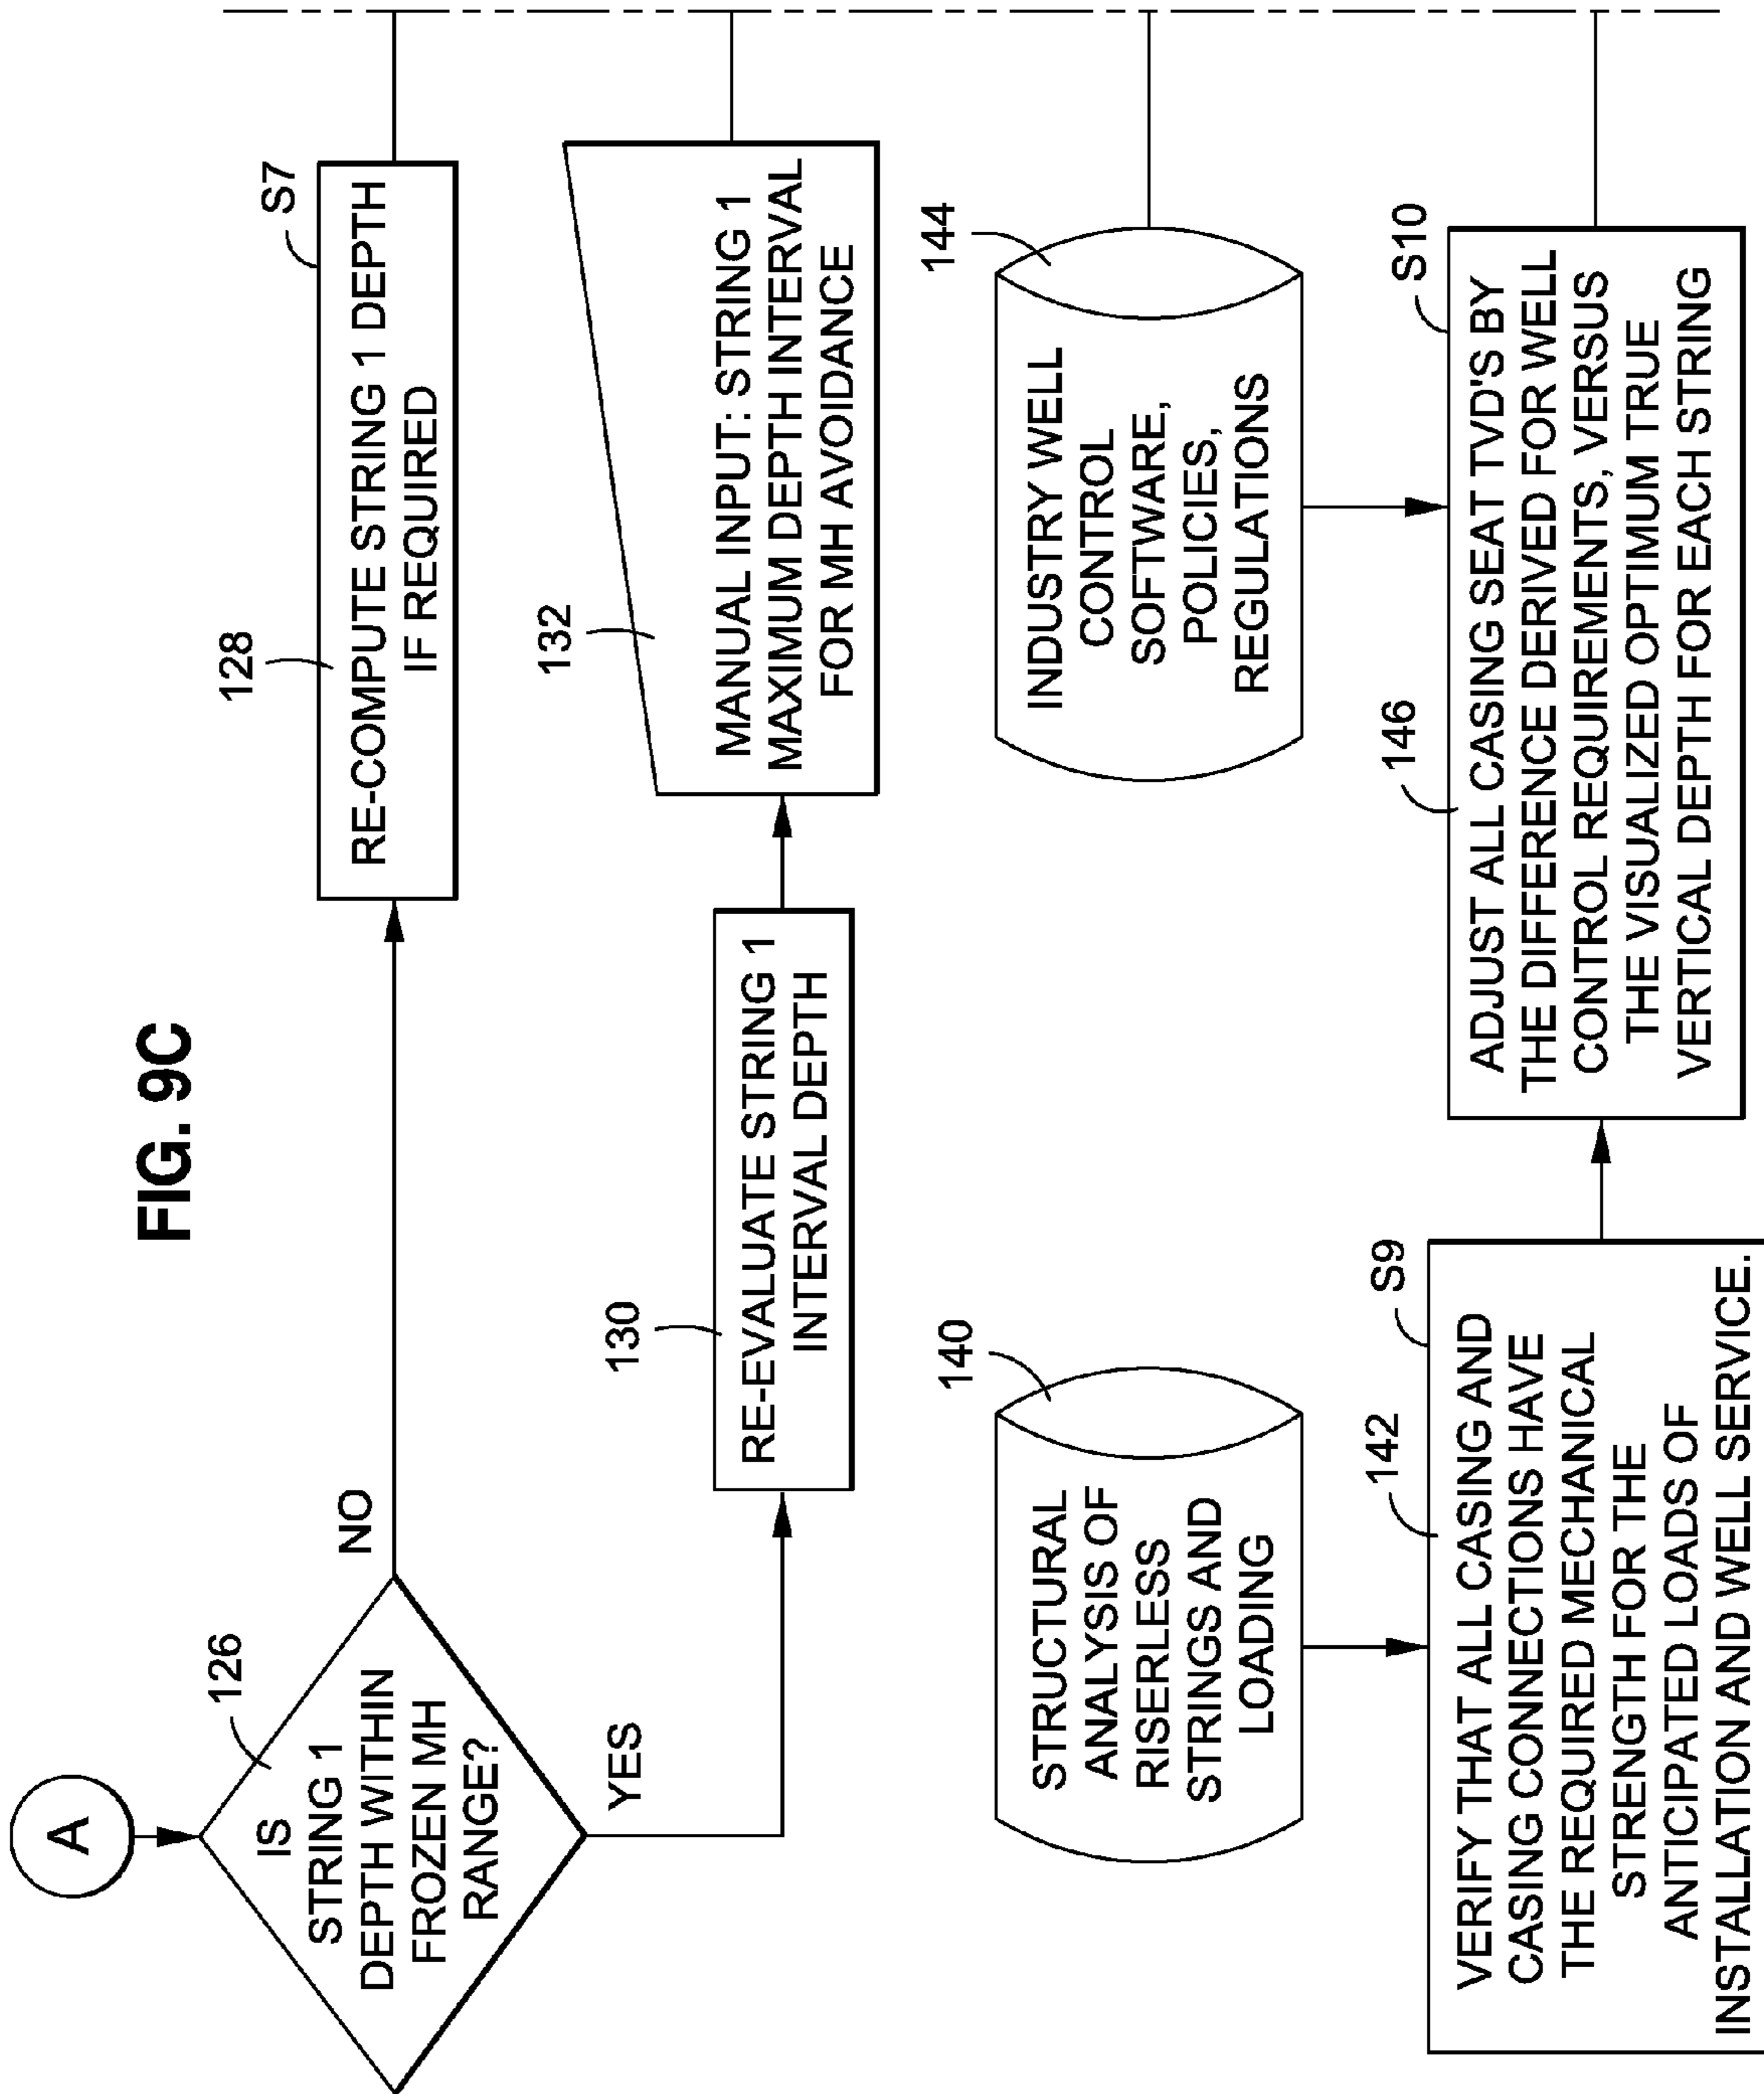 FIG. 9C
A
126
IS
STRING 1
DEPTH WITHIN
FROZEN MH
RANGE?
NO
YES
128
S7
RE-COMPUTE STRING 1 DEPTH
IF REQUIRED
130
RE-EVALUATE STRING 1
INTERVAL DEPTH
132
MANUAL INPUT: STRING 1
MAXIMUM DEPTH INTERVAL
FOR MH AVOIDANCE
140
STRUCTURAL
ANALYSIS OF
RISERLESS
STRINGS AND
LOADING
144
INDUSTRY WELL
CONTROL
SOFTWARE,
POLICIES,
REGULATIONS
142
S9
VERIFY THAT ALL CASING AND
CASING CONNECTIONS HAVE
THE REQUIRED MECHANICAL
STRENGTH FOR THE
ANTICIPATED LOADS OF
INSTALLATION AND WELL SERVICE.
146
S10
ADJUST ALL CASING SEAT TVD'S BY
THE DIFFERENCE DERIVED FOR WELL
CONTROL REQUIREMENTS, VERSUS
THE VISUALIZED OPTIMUM TRUE
VERTICAL DEPTH FOR EACH STRING